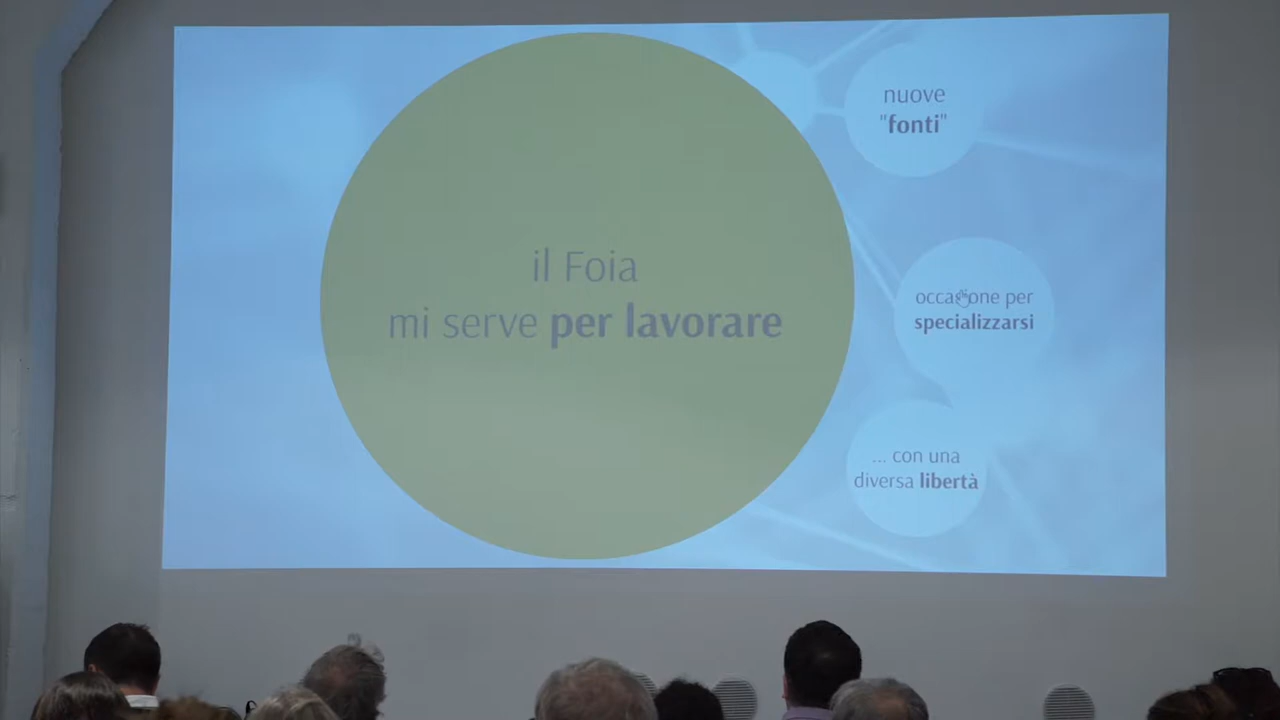 il Foia
mi serve per lavorare
nuove
"fonti"
occasione per
specializzarsi
... con una
diversa libertà